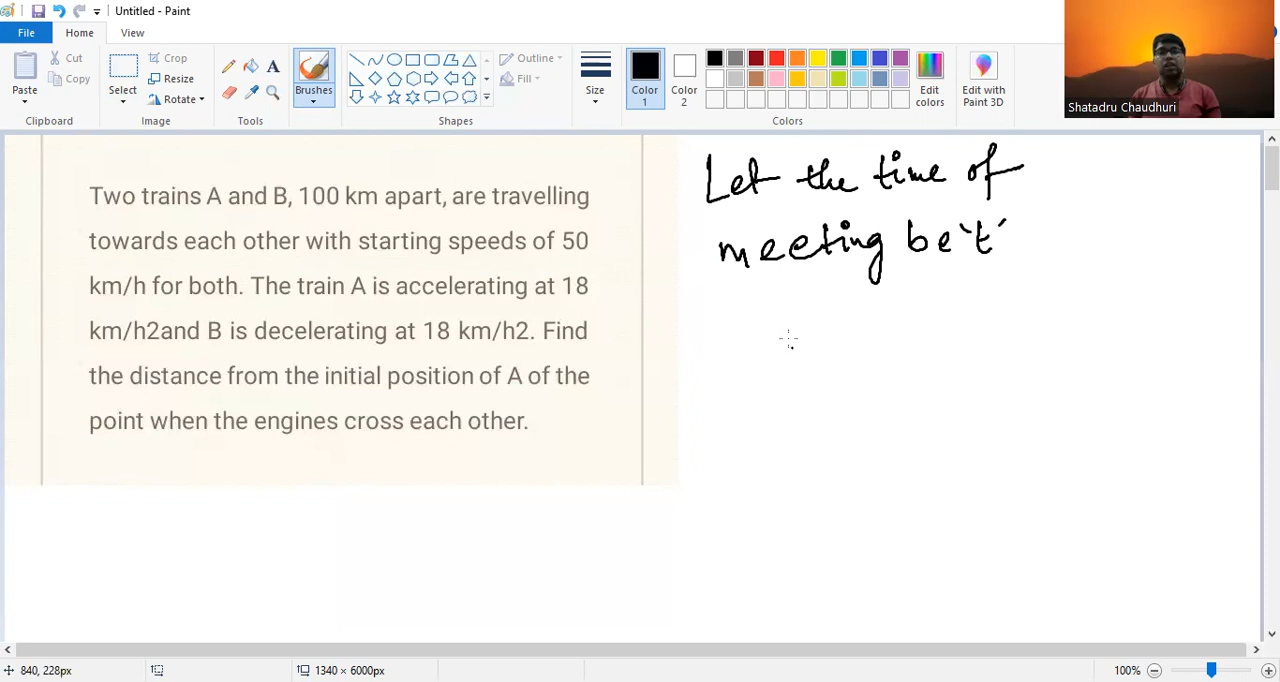 Untitled - Paint
File
Home
View
Paste
Cut
Copy
Clipboard
Select
Crop
Resize
Rotate
Image
Tools
Brushes
Outline
Fill
Shapes
Size
Color 1
Color 2
Edit colors
Edit with Paint 3D
Colors
Shatadru Chaudhuri
Two trains A and B, 100 km apart, are travelling
towards each other with starting speeds of 50
km/h for both. The train A is accelerating at 18
km/h2and B is decelerating at 18 km/h2. Find
the distance from the initial position of A of the
point when the engines cross each other.
Let the time of
meeting be 't'
840, 228px
1340 × 6000px
100%